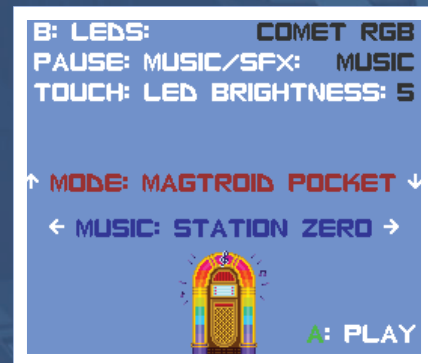 B: LEDS: COMET RGB
PAUSE: MUSIC/SFX: MUSIC
TOUCH: LED BRIGHTNESS: 5
↑ MODE: MAGTROID POCKET ↓
← MUSIC: STATION ZERO →
A: PLAY